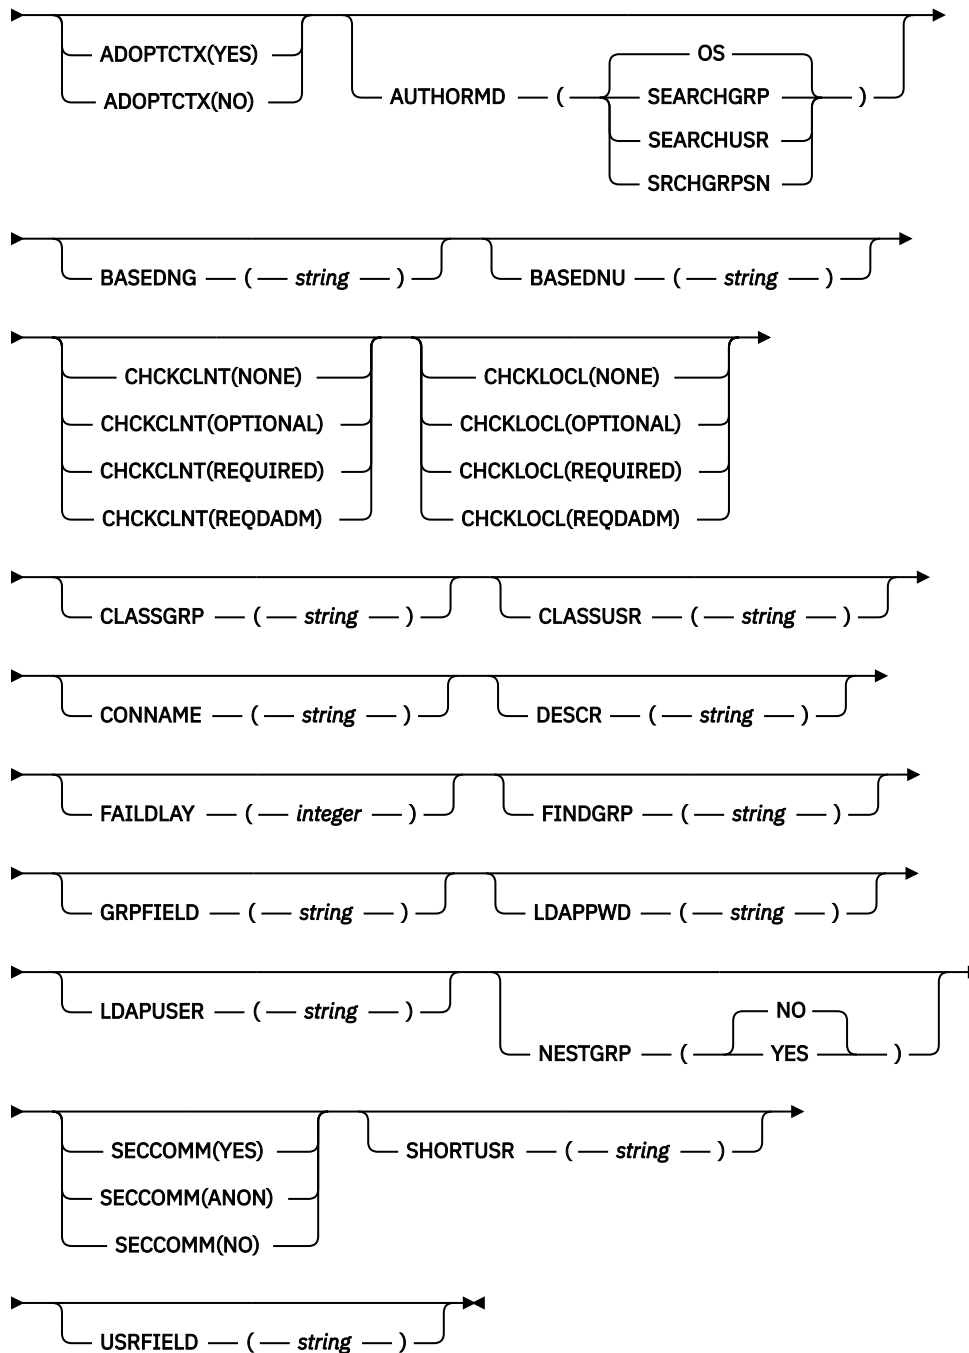 ADOPTCTX(YES)
ADOPTCTX(NO)
AUTHORMD ( OS
SEARCHGRP )
SEARCHUSR
SRCHGRPSN
BASEDNG ( string ) BASEDNU ( string )
CHCKCLNT(NONE) CHCKLOCL(NONE)
CHCKCLNT(OPTIONAL) CHCKLOCL(OPTIONAL)
CHCKCLNT(REQUIRED) CHCKLOCL(REQUIRED)
CHCKCLNT(REQDADM) CHCKLOCL(REQDADM)
CLASSGRP ( string ) CLASSUSR ( string )
CONNAME ( string ) DESCR ( string )
FAILDLAY ( integer ) FINDGRP ( string )
GRPFIELD ( string ) LDAPPWD ( string )
LDAPUSER ( string )
NO
NESTGRP ( YES )
SECCOMM(YES) SHORTUSR ( string )
SECCOMM(ANON)
SECCOMM(NO)
USRFIELD ( string )